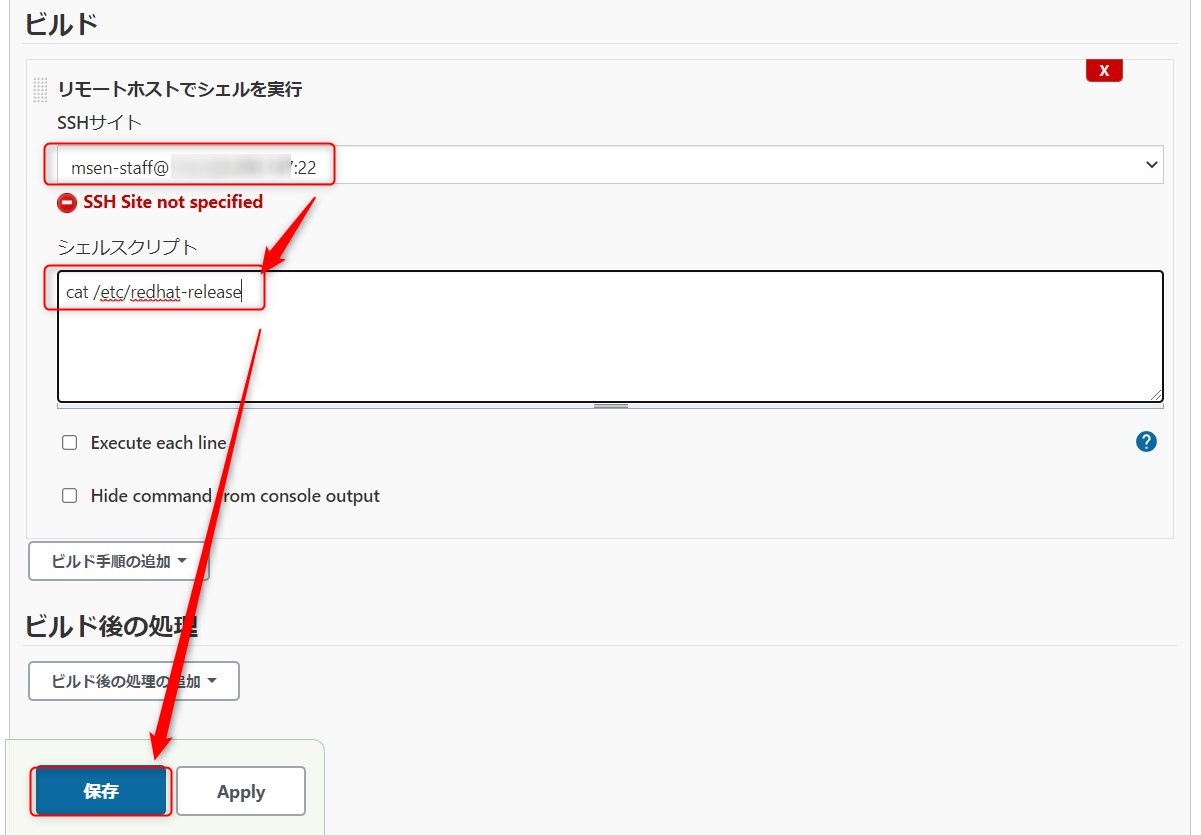 ビルド
リモートホストでシェルを実行
X
SSHサイト
msen-staff@ :22
SSH Site not specified
シェルスクリプト
cat /etc/redhat-release
Execute each line
?
Hide command from console output
ビルド手順の追加
ビルド後の処理
ビルド後の処理の追加
保存
Apply